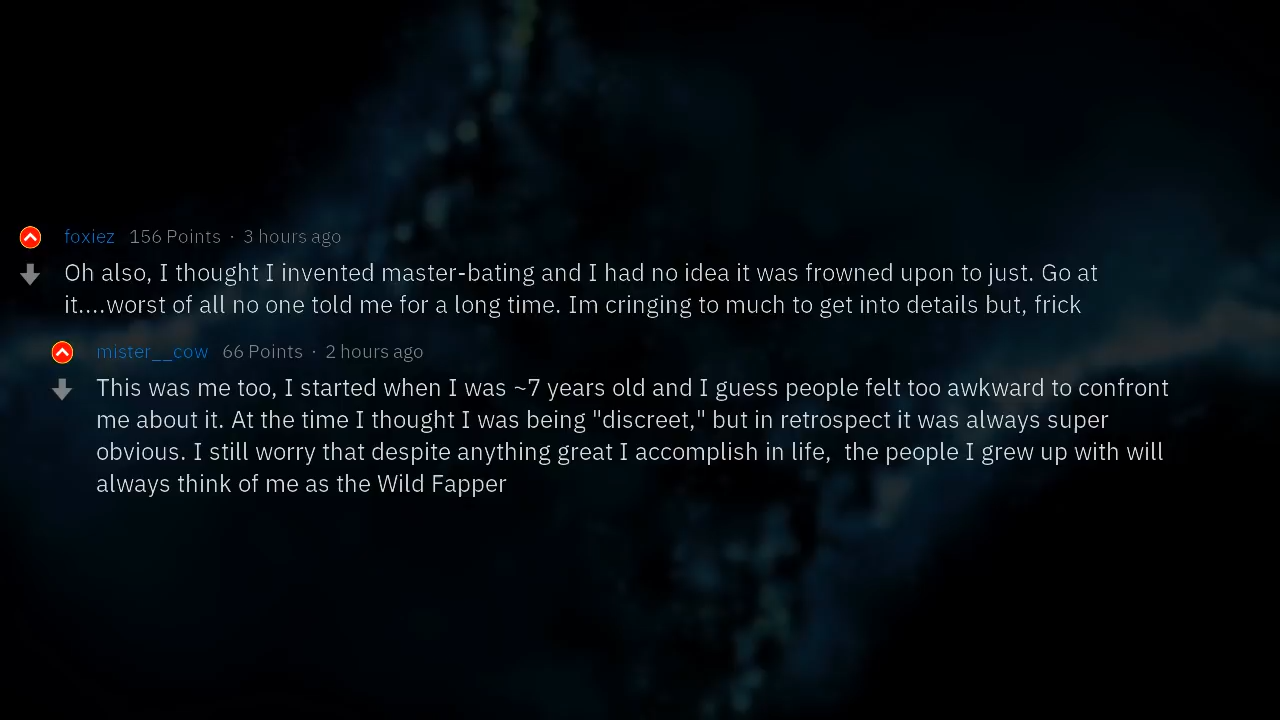 foxiez 156 Points · 3 hours ago
Oh also, I thought I invented master-bating and I had no idea it was frowned upon to just. Go at
it....worst of all no one told me for a long time. Im cringing to much to get into details but, frick
mister__cow 66 Points · 2 hours ago
This was me too, I started when I was ~7 years old and I guess people felt too awkward to confront
me about it. At the time I thought I was being "discreet," but in retrospect it was always super
obvious. I still worry that despite anything great I accomplish in life,  the people I grew up with will
always think of me as the Wild Fapper